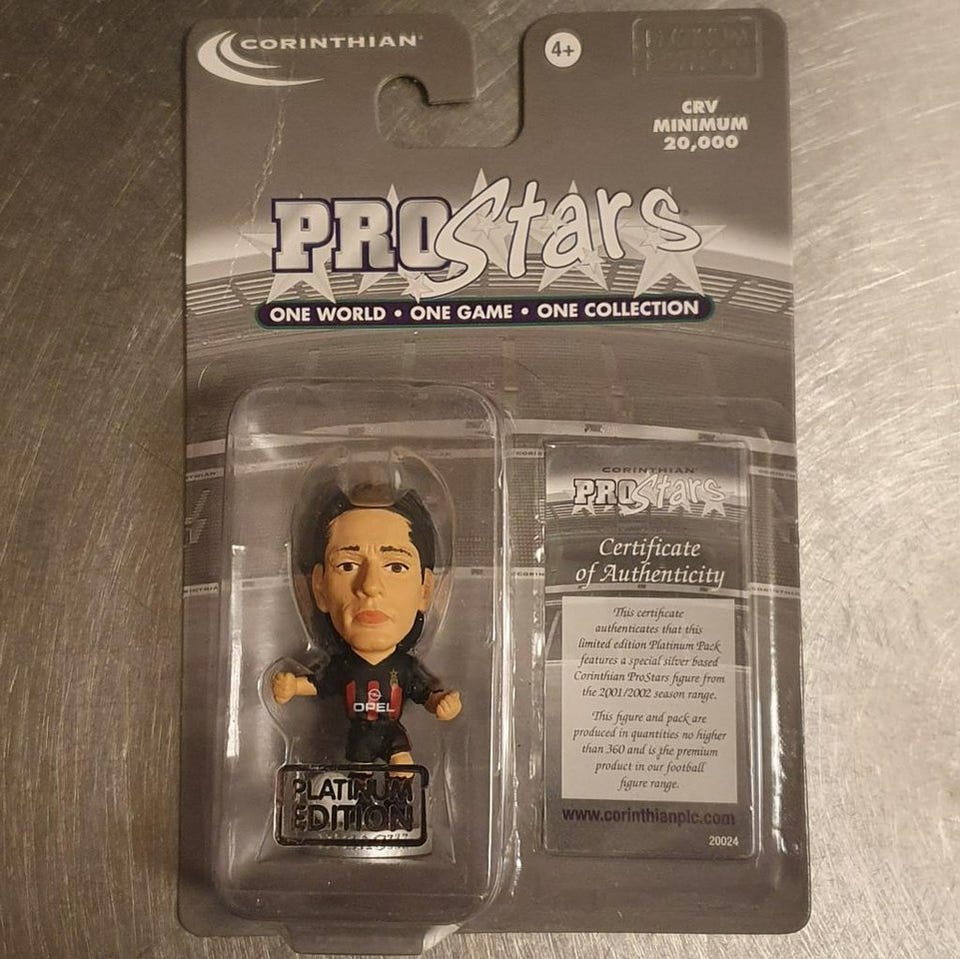 CORINTHIAN
4+
CRV
MINIMUM
20,000
PROStars
ONE WORLD • ONE GAME • ONE COLLECTION
CORINTHIAN
PROStars
Certificate
of Authenticity
This certificate
authenticates that this
limited edition Platinum Pack
features a special silver based
Corinthian ProStars figure from
the 2001/2002 season range.
This figure and pack are
produced in quantities no higher
than 360 and is the premium
product in our football
figure range.
www.corinthianplc.com
20024
OPEL
PLATINUM
EDITION